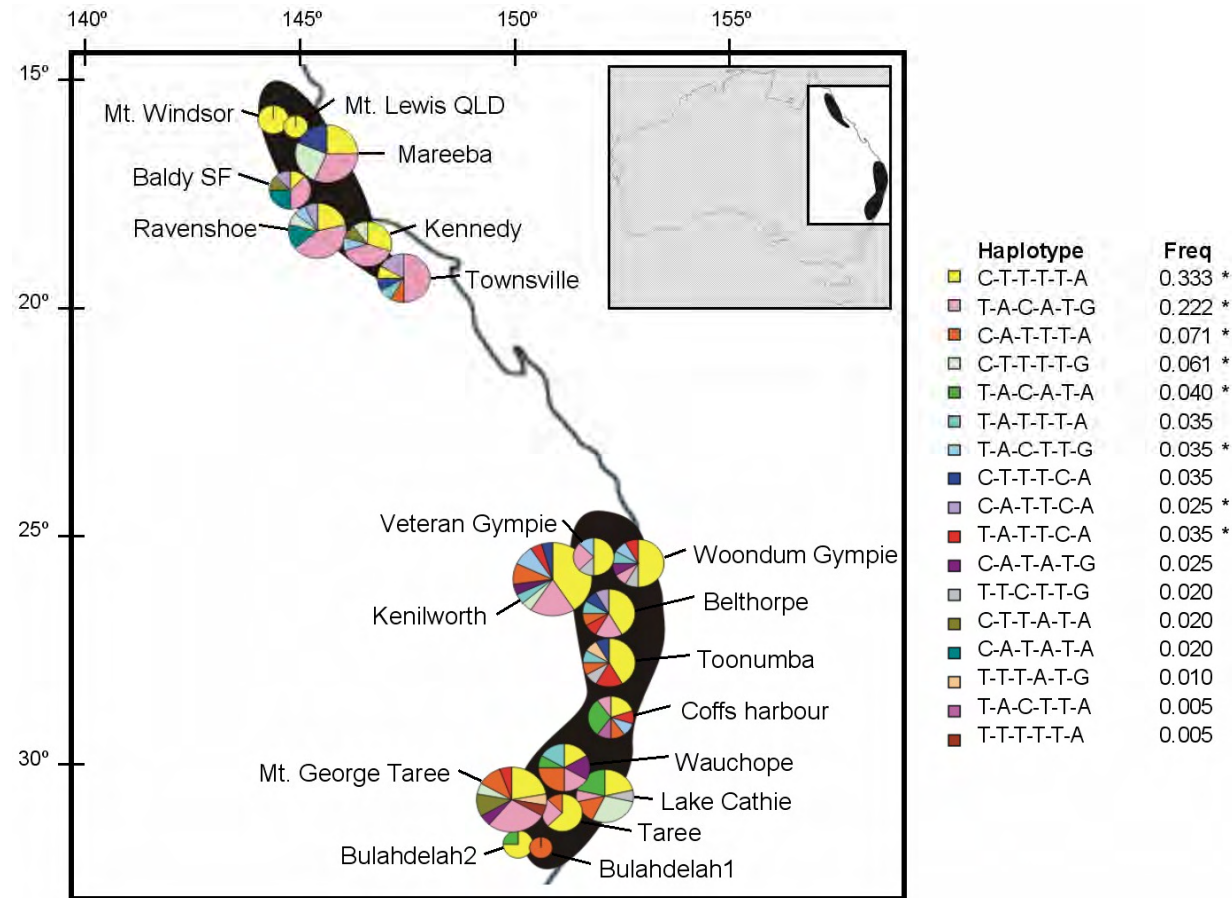 140º 145º 150º 155º
15º
20º
25º
30º
Mt. Windsor
Mt. Lewis QLD
Mareeba
Baldy SF
Ravenshoe
Kennedy
Townsville
Veteran Gympie
Woondum Gympie
Kenilworth
Belthorpe
Toonumba
Coffs harbour
Wauchope
Mt. George Taree
Lake Cathie
Taree
Bulahdelah2
Bulahdelah1
Haplotype Freq
C-T-T-T-T-A 0.333 *
T-A-C-A-T-G 0.222 *
C-A-T-T-T-A 0.071 *
C-T-T-T-T-G 0.061 *
T-A-C-A-T-A 0.040 *
T-A-T-T-T-A 0.035
T-A-C-T-T-G 0.035 *
C-T-T-T-C-A 0.035
C-A-T-T-C-A 0.025 *
T-A-T-T-C-A 0.035 *
C-A-T-A-T-G 0.025
T-T-C-T-T-G 0.020
C-T-T-A-T-A 0.020
C-A-T-A-T-A 0.020
T-T-T-A-T-G 0.010
T-A-C-T-T-A 0.005
T-T-T-T-T-A 0.005